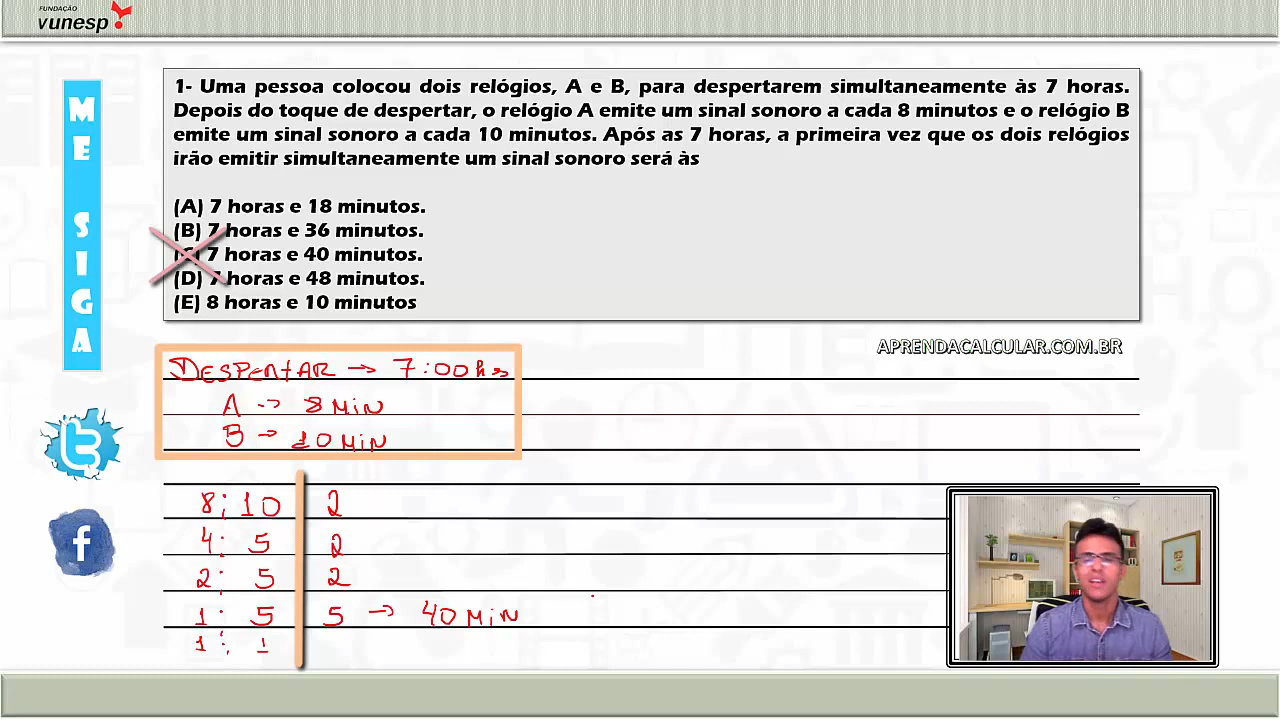 FUNDAÇÃO
vunesp
ME SIGA
1- Uma pessoa colocou dois relógios, A e B, para despertarem simultaneamente às 7 horas.
Depois do toque de despertar, o relógio A emite um sinal sonoro a cada 8 minutos e o relógio B
emite um sinal sonoro a cada 10 minutos. Após as 7 horas, a primeira vez que os dois relógios
irão emitir simultaneamente um sinal sonoro será às
(A) 7 horas e 18 minutos.
(B) 7 horas e 36 minutos.
(C) 7 horas e 40 minutos.
(D) 7 horas e 48 minutos.
(E) 8 horas e 10 minutos
APRENDACALCULAR.COM.BR
DESPERTAR → 7:00hs
A → 8 MIN
B → 10 MIN
8; 10 2
4; 5 2
2; 5 2
1; 5 5 → 40 MIN
1; 1